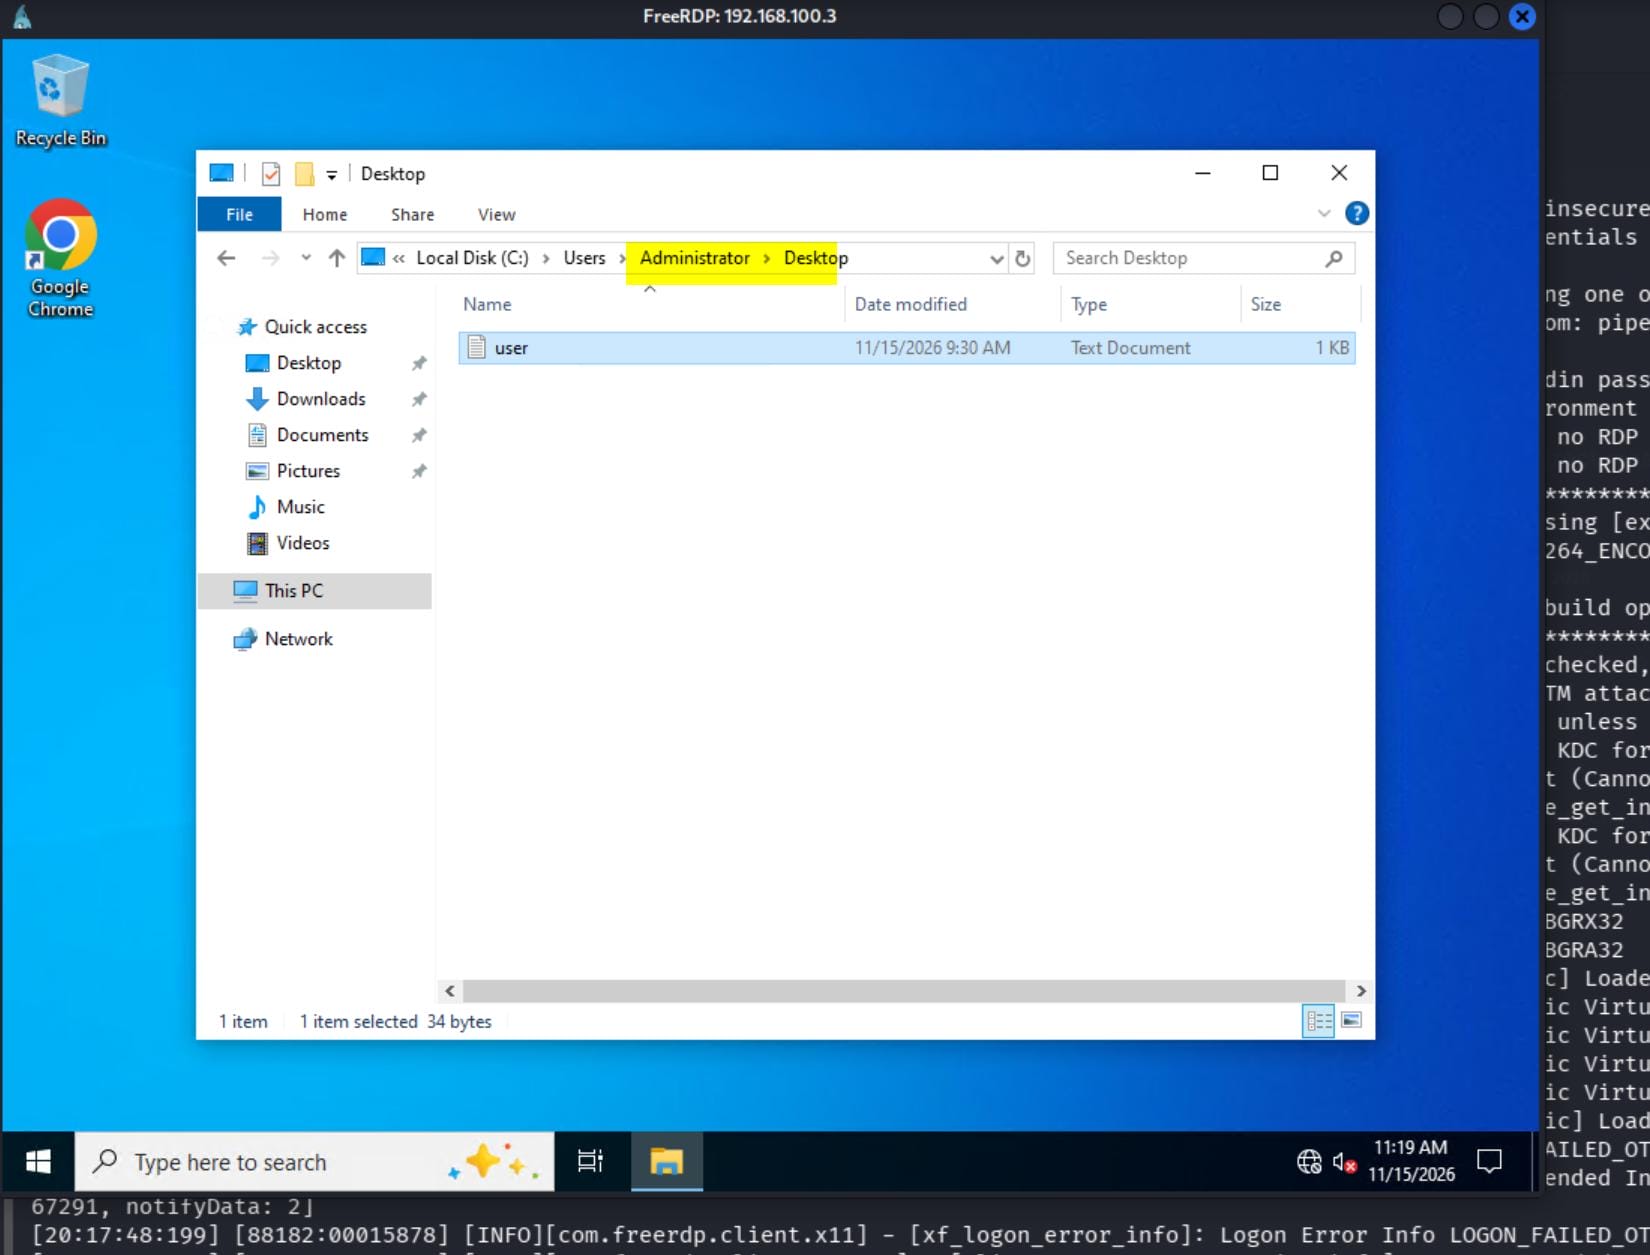 FreeRDP: 192.168.100.3
Recycle Bin
Google
Chrome
Desktop
File Home Share View
« Local Disk (C:) › Users › Administrator › Desktop
Search Desktop
Name Date modified Type Size
user 11/15/2026 9:30 AM Text Document 1 KB
Quick access
Desktop
Downloads
Documents
Pictures
Music
Videos
This PC
Network
1 item 1 item selected 34 bytes
Type here to search
11:19 AM
11/15/2026
insecure
entials
ng one o
om: pipe
din pass
ronment
no RDP
no RDP
*********
sing [ex
264_ENCO
build op
*********
checked,
TM attac
unless
KDC for
t (Canno
e_get_in
KDC for
t (Canno
e_get_in
BGRX32
BGRA32
c] Loade
ic Virtu
ic Virtu
ic Virtu
ic Virtu
ic] Load
AILED_OT
ended In
67291, notifyData: 2]
[20:17:48:199] [88182:00015878] [INFO][com.freerdp.client.x11] - [xf_logon_error_info]: Logon Error Info LOGON_FAILED_OT